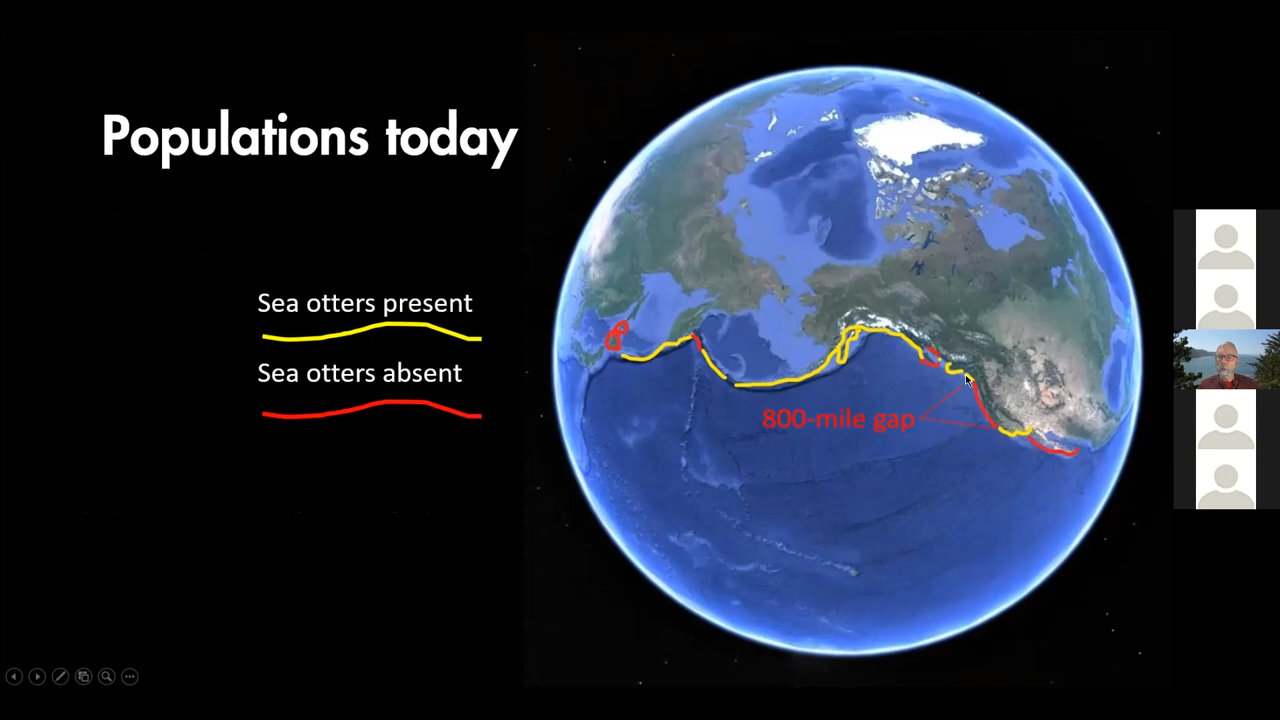 Populations today
Sea otters present
Sea otters absent
800-mile gap